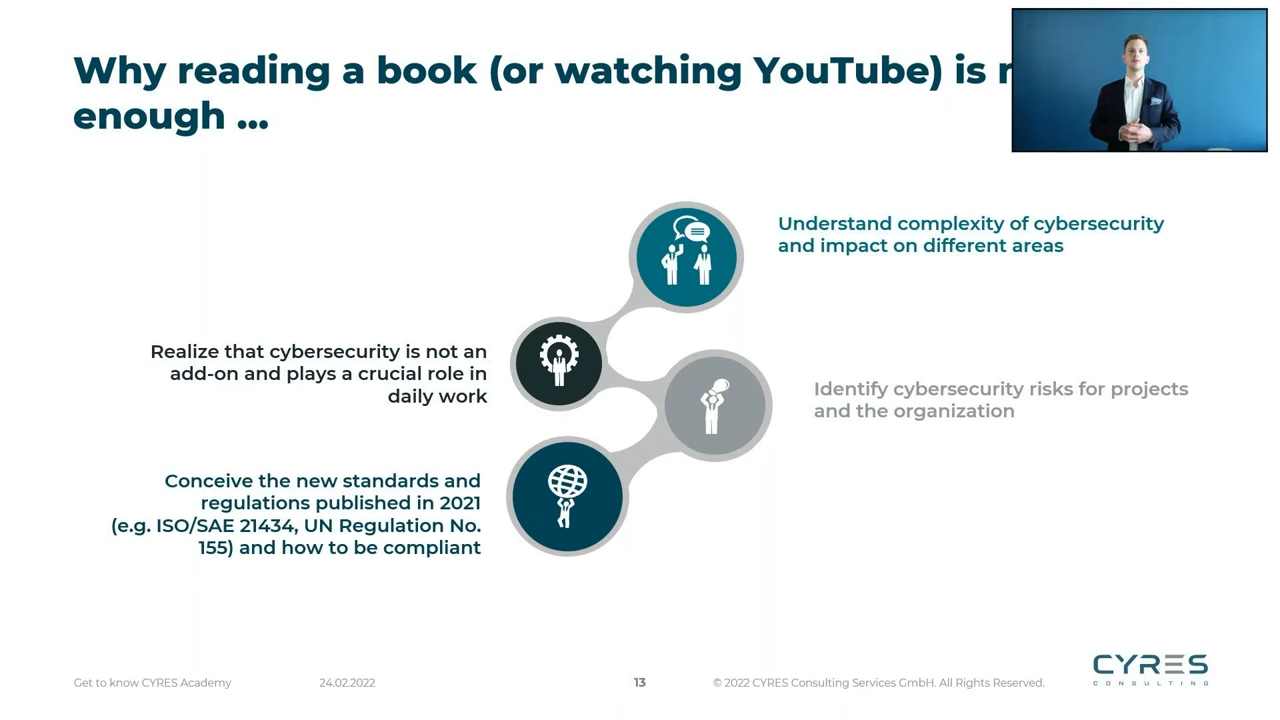 Why reading a book (or watching YouTube) is
enough ...
Understand complexity of cybersecurity
and impact on different areas
Realize that cybersecurity is not an
add-on and plays a crucial role in
daily work
Identify cybersecurity risks for projects
and the organization
Conceive the new standards and
regulations published in 2021
(e.g. ISO/SAE 21434, UN Regulation No.
155) and how to be compliant
Get to know CYRES Academy
24.02.2022
13
© 2022 CYRES Consulting Services GmbH. All Rights Reserved.
CYRES
CONSULTING